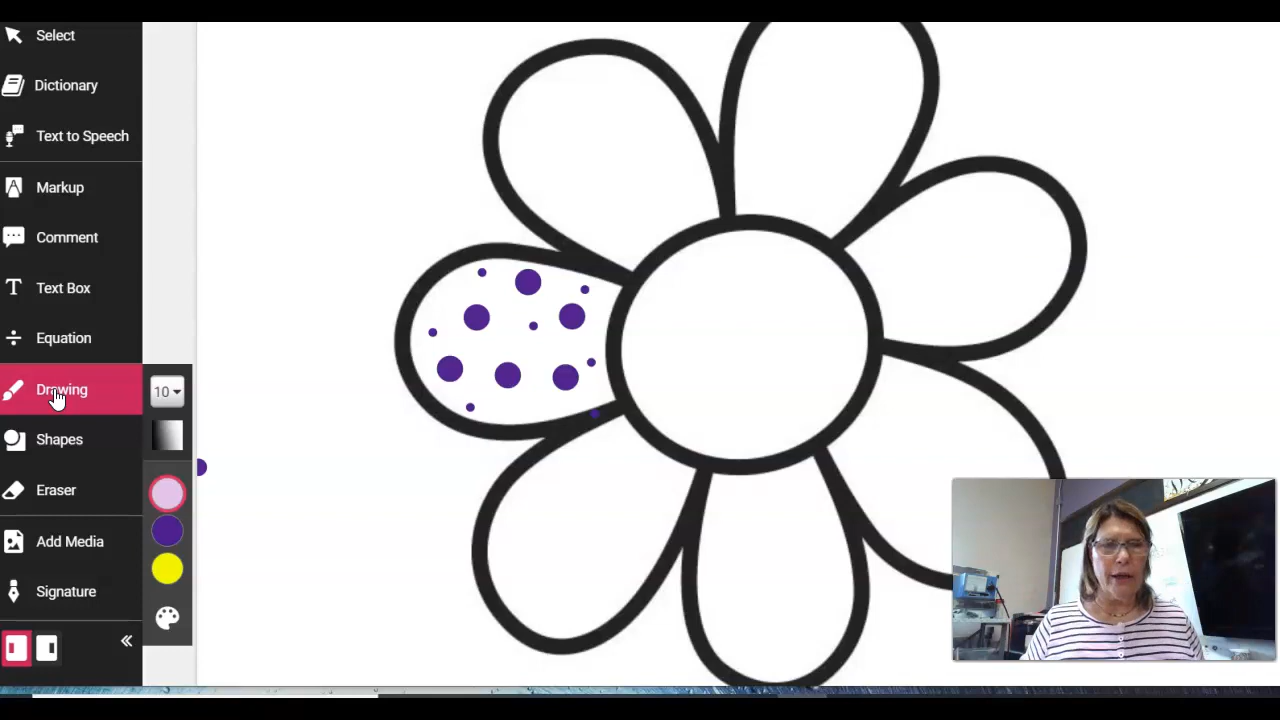 Select
Dictionary
Text to Speech
Markup
Comment
Text Box
Equation
Drawing
10
Shapes
Eraser
Add Media
Signature